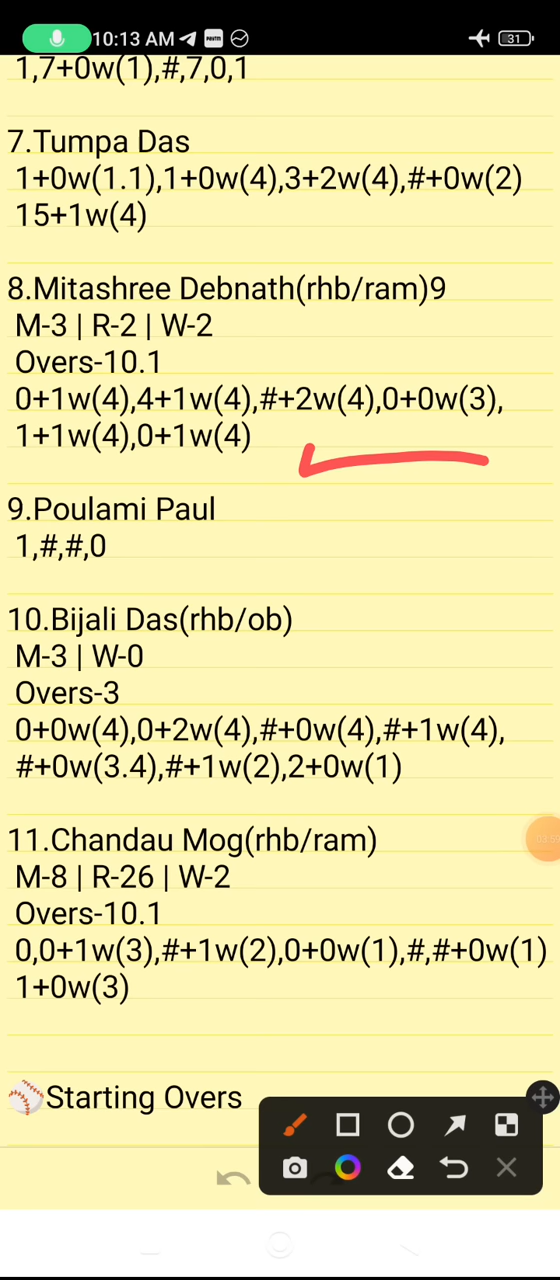 10:13 AM
31
1,7+0w(1),#,7,0,1
7.Tumpa Das
1+0w(1.1),1+0w(4),3+2w(4),#+0w(2)
15+1w(4)
8.Mitashree Debnath(rhb/ram)9
M-3 | R-2 | W-2
Overs-10.1
0+1w(4),4+1w(4),#+2w(4),0+0w(3),
1+1w(4),0+1w(4)
9.Poulami Paul
1,#,#,0
10.Bijali Das(rhb/ob)
M-3 | W-0
Overs-3
0+0w(4),0+2w(4),#+0w(4),#+1w(4),
#+0w(3.4),#+1w(2),2+0w(1)
11.Chandau Mog(rhb/ram)
M-8 | R-26 | W-2
Overs-10.1
0,0+1w(3),#+1w(2),0+0w(1),#,#+0w(1)
1+0w(3)
⚾Starting Overs